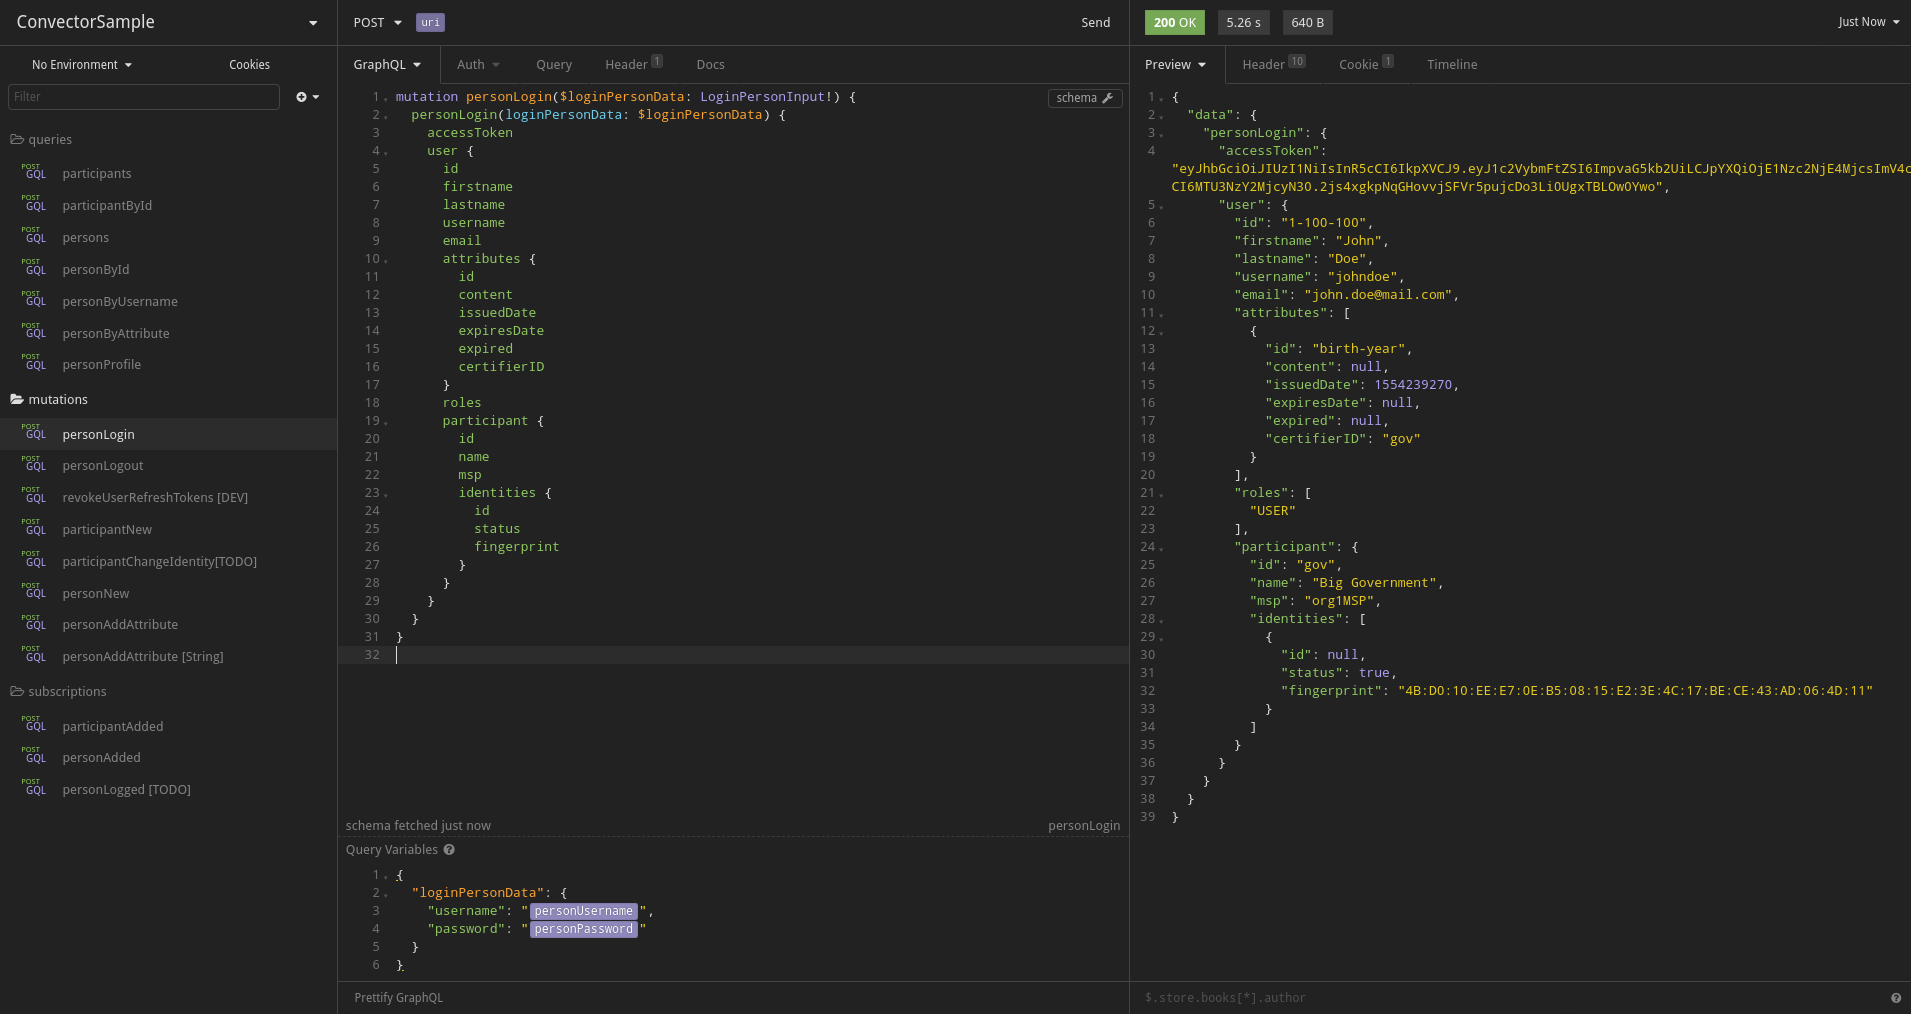 ConvectorSample
No Environment
Cookies
Filter
queries
POST GQL participants
POST GQL participantById
POST GQL persons
POST GQL personById
POST GQL personByUsername
POST GQL personByAttribute
POST GQL personProfile
mutations
POST GQL personLogin
POST GQL personLogout
POST GQL revokeUserRefreshTokens [DEV]
POST GQL participantNew
POST GQL participantChangeIdentity[TODO]
POST GQL personNew
POST GQL personAddAttribute
POST GQL personAddAttribute [String]
subscriptions
POST GQL participantAdded
POST GQL personAdded
POST GQL personLogged [TODO]
POST uri Send
GraphQL Auth Query Header 1 Docs
schema
1 mutation personLogin($loginPersonData: LoginPersonInput!) {
2 personLogin(loginPersonData: $loginPersonData) {
3 accessToken
4 user {
5 id
6 firstname
7 lastname
8 username
9 email
10 attributes {
11 id
12 content
13 issuedDate
14 expiresDate
15 expired
16 certifierID
17 }
18 roles
19 participant {
20 id
21 name
22 msp
23 identities {
24 id
25 status
26 fingerprint
27 }
28 }
29 }
30 }
31 }
32
schema fetched just now
personLogin
Query Variables
1 {
2 "loginPersonData": {
3 "username": "personUsername",
4 "password": "personPassword"
5 }
6 }
Prettify GraphQL
200 OK 5.26 s 640 B Just Now
Preview Header 10 Cookie 1 Timeline
1 {
2 "data": {
3 "personLogin": {
4 "accessToken":
"eyJhbGciOiJIUzI1NiIsInR5cCI6IkpXVCJ9.eyJ1c2VybmFtZSI6ImpvaG5kb2UiLCJpYXQiOjE1Nzc2NjE4MjcsImV4c
CI6MTU3NzY2MjcyN30.2js4xgkpNqGHovvjSFVr5pujcDo3LiOUgxTBLOwOYwo",
5 "user": {
6 "id": "1-100-100",
7 "firstname": "John",
8 "lastname": "Doe",
9 "username": "johndoe",
10 "email": "john.doe@mail.com",
11 "attributes": [
12 {
13 "id": "birth-year",
14 "content": null,
15 "issuedDate": 1554239270,
16 "expiresDate": null,
17 "expired": null,
18 "certifierID": "gov"
19 }
20 ],
21 "roles": [
22 "USER"
23 ],
24 "participant": {
25 "id": "gov",
26 "name": "Big Government",
27 "msp": "org1MSP",
28 "identities": [
29 {
30 "id": null,
31 "status": true,
32 "fingerprint": "4B:D0:10:EE:E7:0E:B5:08:15:E2:3E:4C:17:BE:CE:43:AD:06:4D:11"
33 }
34 ]
35 }
36 }
37 }
38 }
39 }
$.store.books[*].author